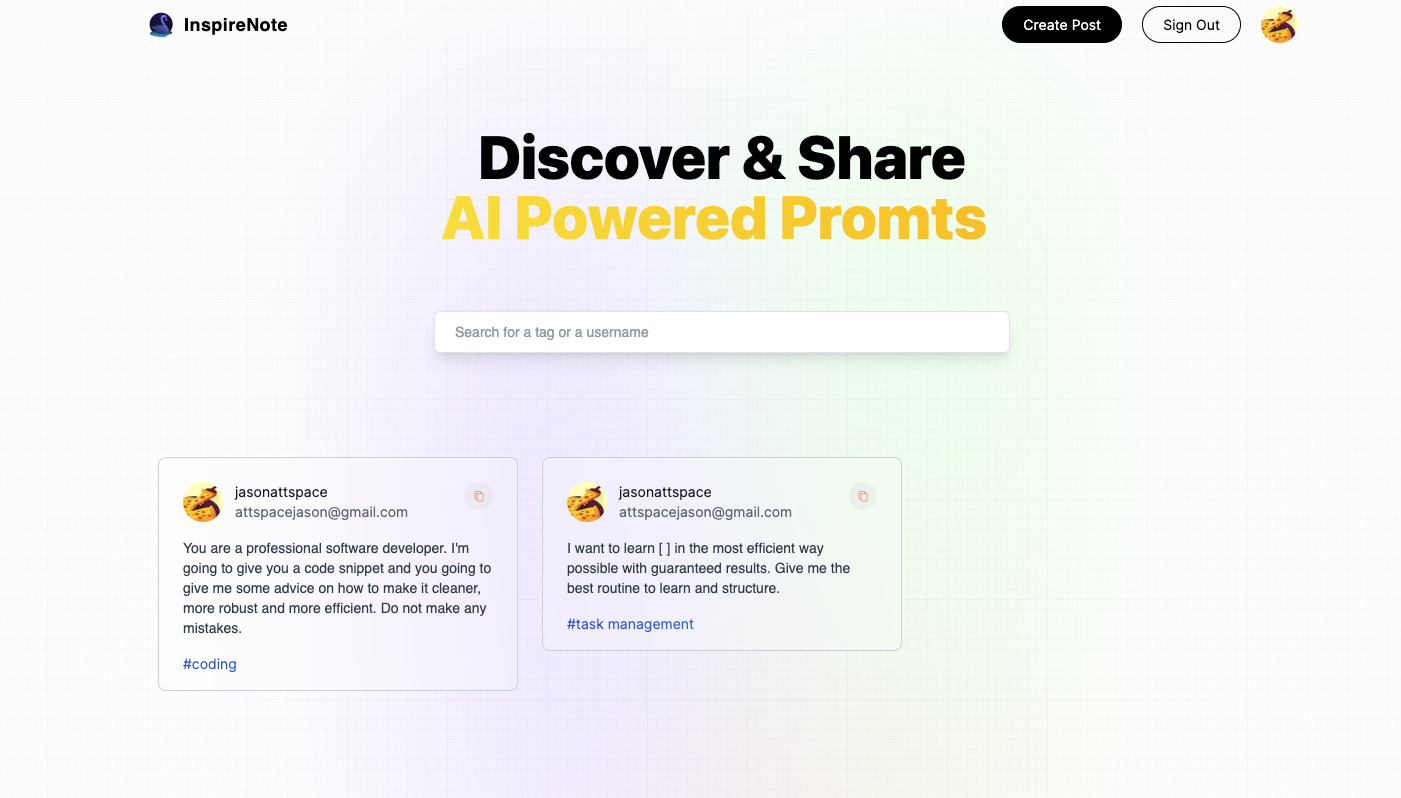 InspireNote
Create Post
Sign Out
Discover & Share
AI Powered Promts
Search for a tag or a username
jasonattspace
attspacejason@gmail.com
You are a professional software developer. I'm
going to give you a code snippet and you going to
give me some advice on how to make it cleaner,
more robust and more efficient. Do not make any
mistakes.
#coding
jasonattspace
attspacejason@gmail.com
I want to learn [ ] in the most efficient way
possible with guaranteed results. Give me the
best routine to learn and structure.
#task management